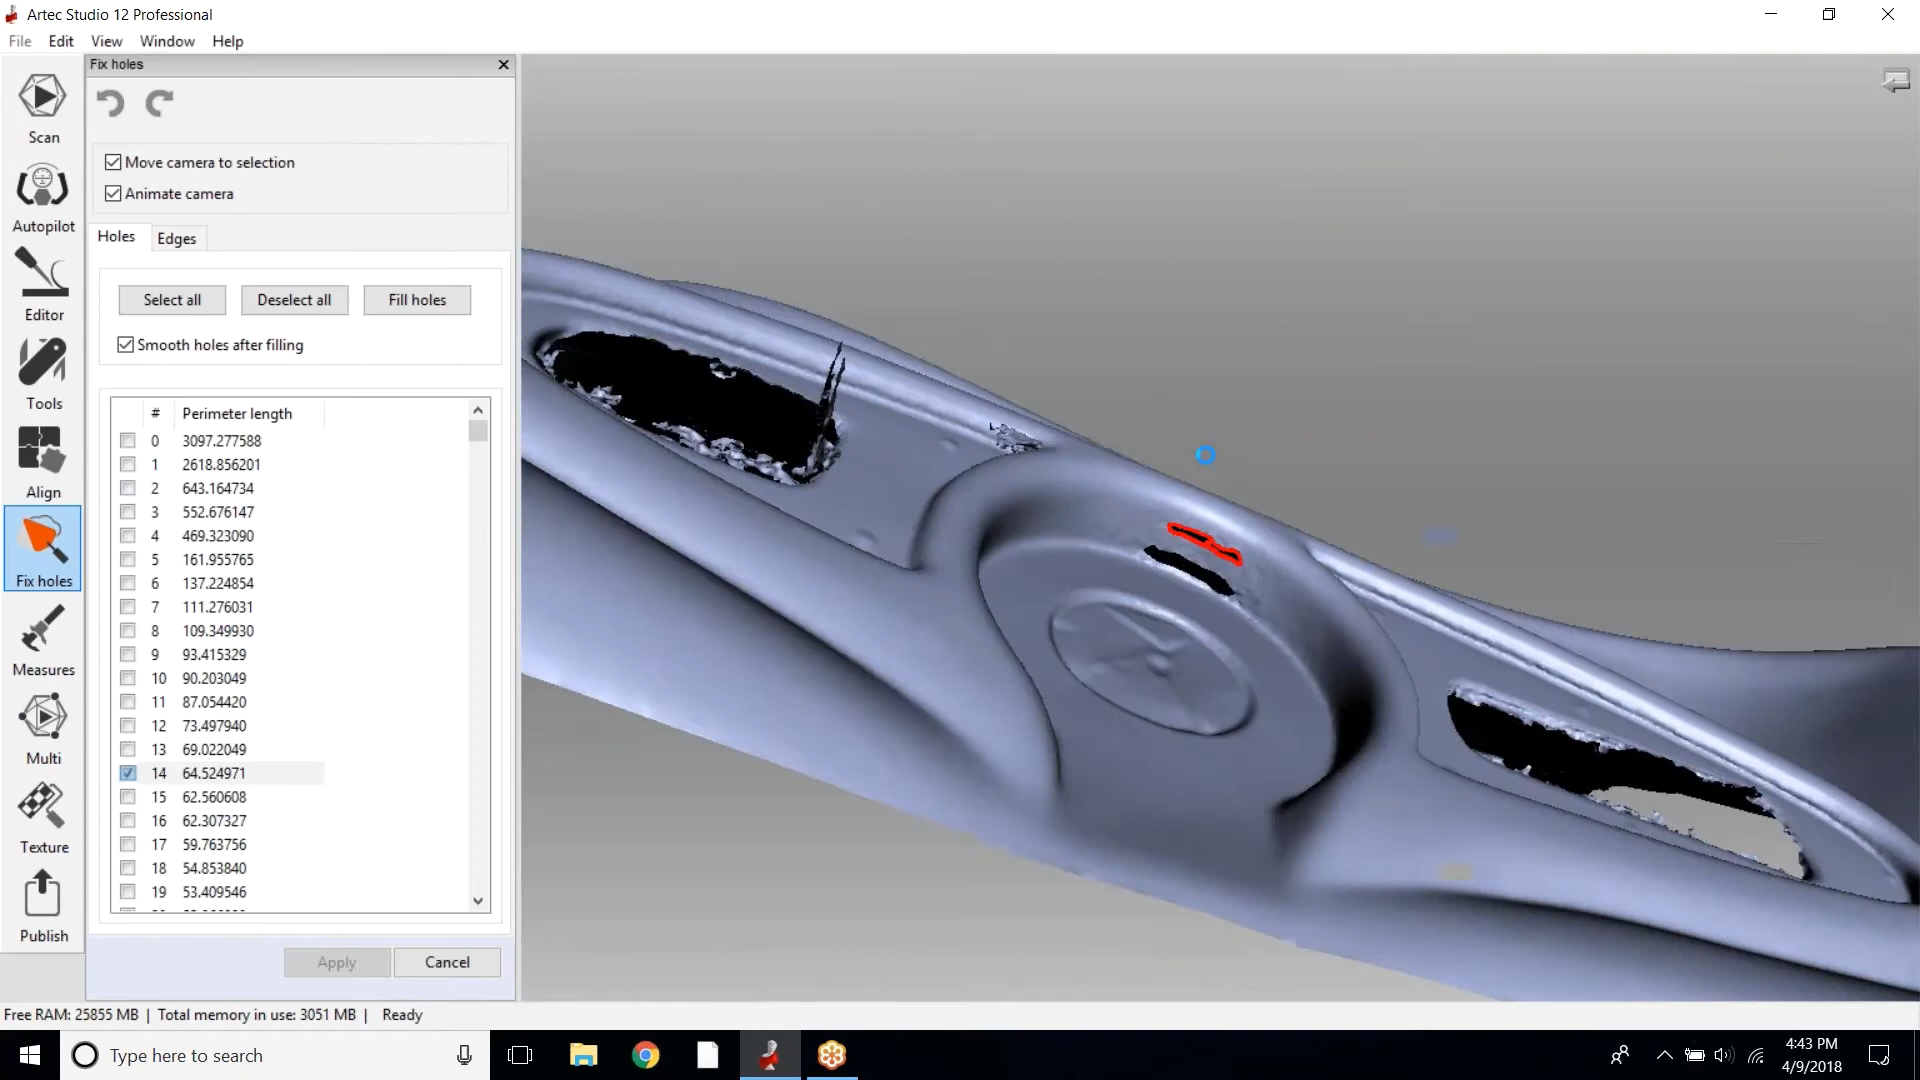 Artec Studio 12 Professional
File Edit View Window Help
Fix holes
Scan
Move camera to selection
Animate camera
Autopilot
Holes Edges
Editor
Select all Deselect all Fill holes
Smooth holes after filling
Tools
# Perimeter length
0 3097.277588
1 2618.856201
2 643.164734
Align
3 552.676147
4 469.323090
5 161.955765
Fix holes
6 137.224854
7 111.276031
8 109.349930
9 93.415329
Measures
10 90.203049
11 87.054420
12 73.497940
13 69.022049
Multi
14 64.524971
15 62.560608
16 62.307327
17 59.763756
Texture
18 54.853840
19 53.409546
Publish
Apply Cancel
Free RAM: 25855 MB | Total memory in use: 3051 MB | Ready
Type here to search
4:43 PM
4/9/2018